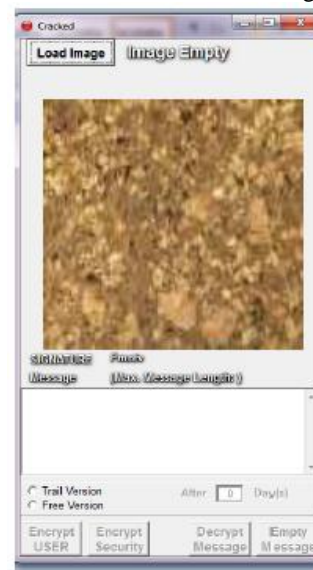 Cracked
Load Image Image Empty
SIGNATURE
Message (Max. Message Length: )
Trail Version After 0 Day(s)
Free Version
Encrypt USER Encrypt Security Decrypt Message Empty Message